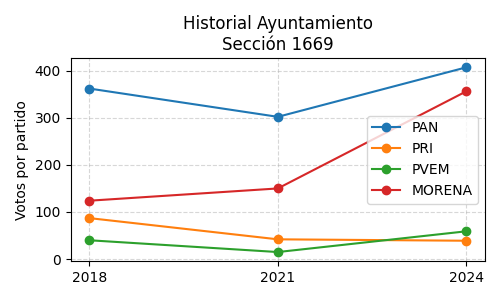 Historial Ayuntamiento
Sección 1669
Votos por partido
400
300
200
100
0
2018
2021
2024
PAN
PRI
PVEM
MORENA